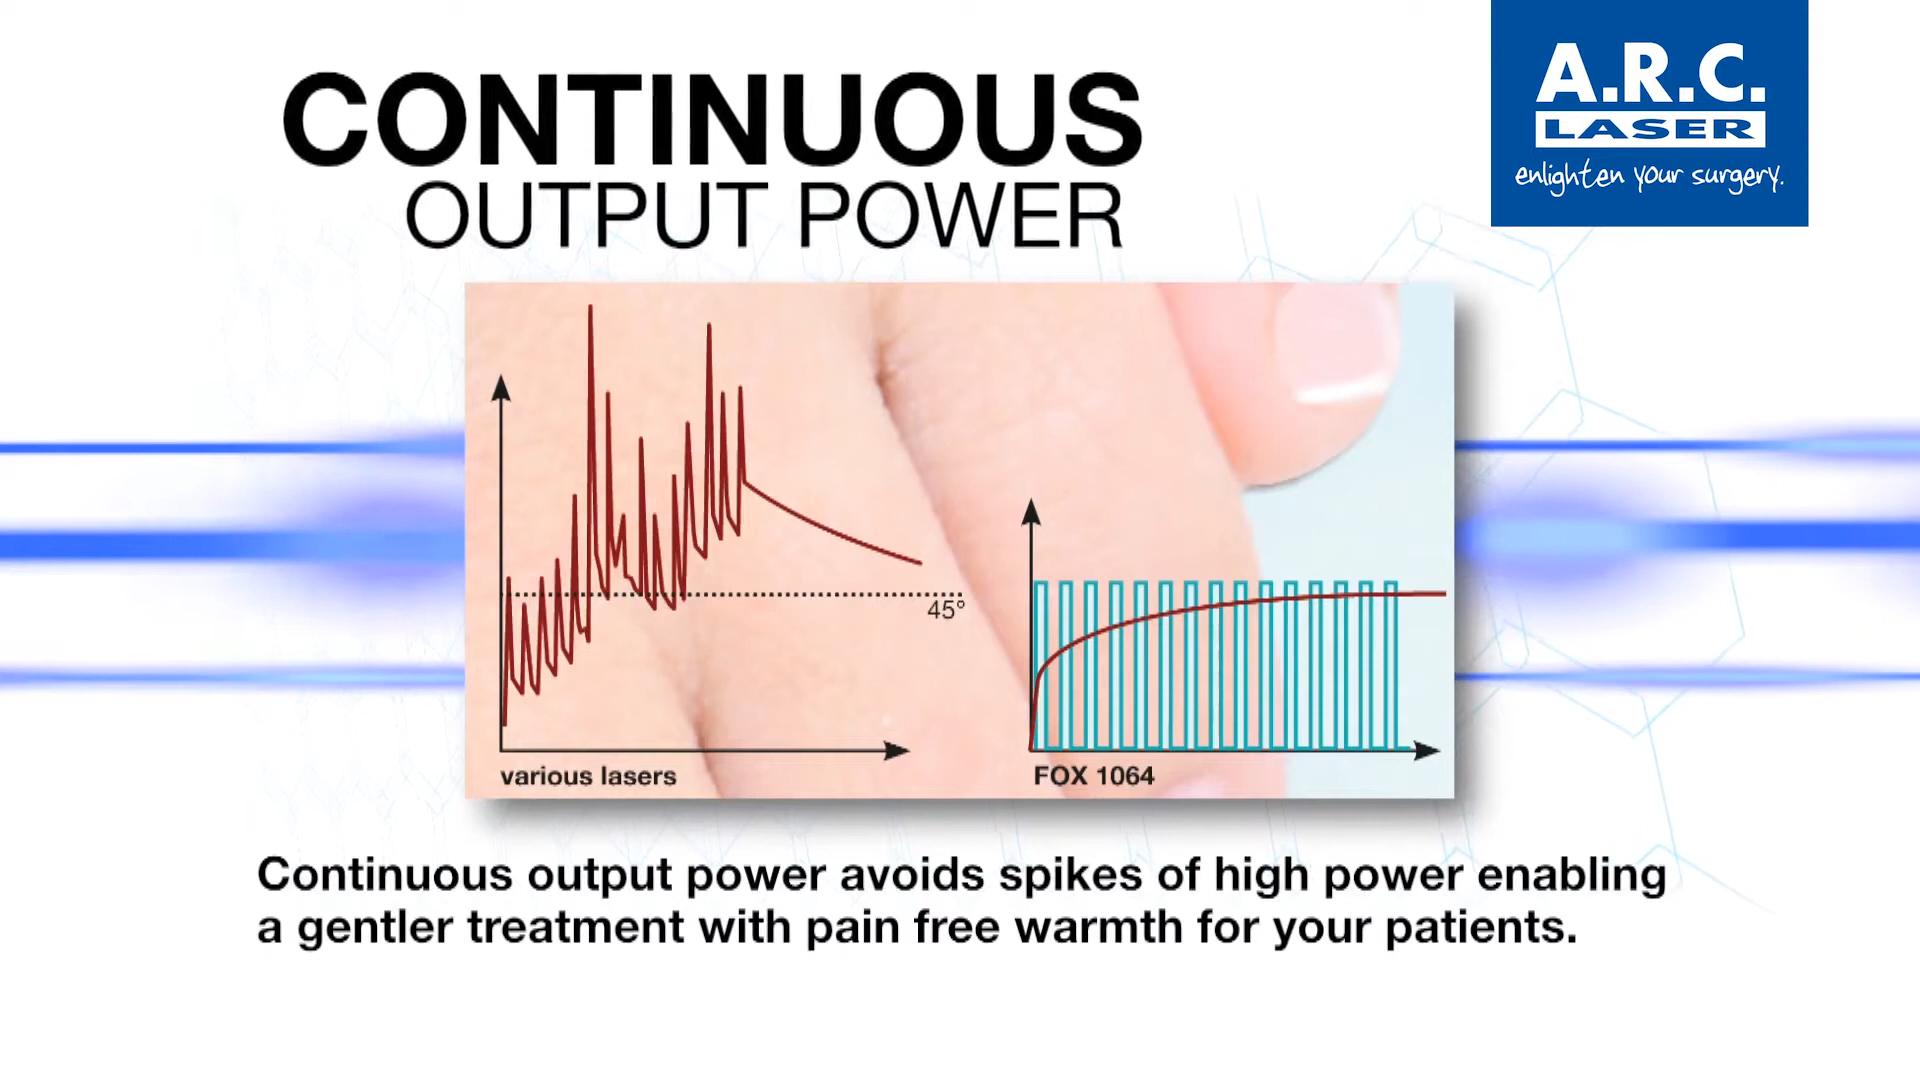 CONTINUOUS
OUTPUT POWER
A.R.C.
LASER
enlighten your surgery.
45°
various lasers
FOX 1064
Continuous output power avoids spikes of high power enabling
a gentler treatment with pain free warmth for your patients.